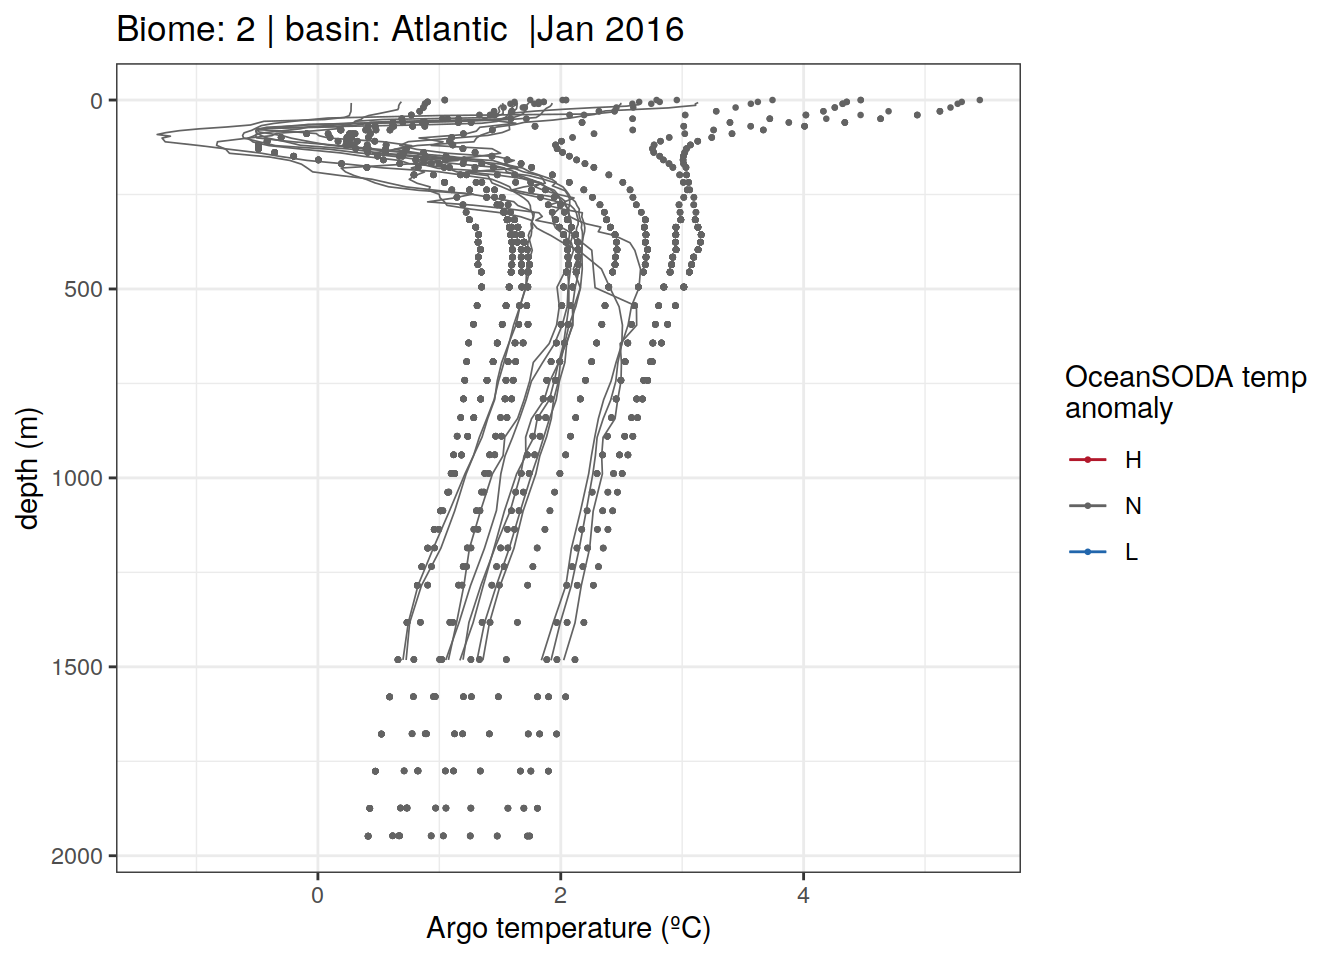 Biome: 2 | basin: Atlantic  |Jan 2016
0
500
1000
1500
2000
depth (m)
0
2
4
Argo temperature (ºC)
OceanSODA temp
anomaly
H
N
L